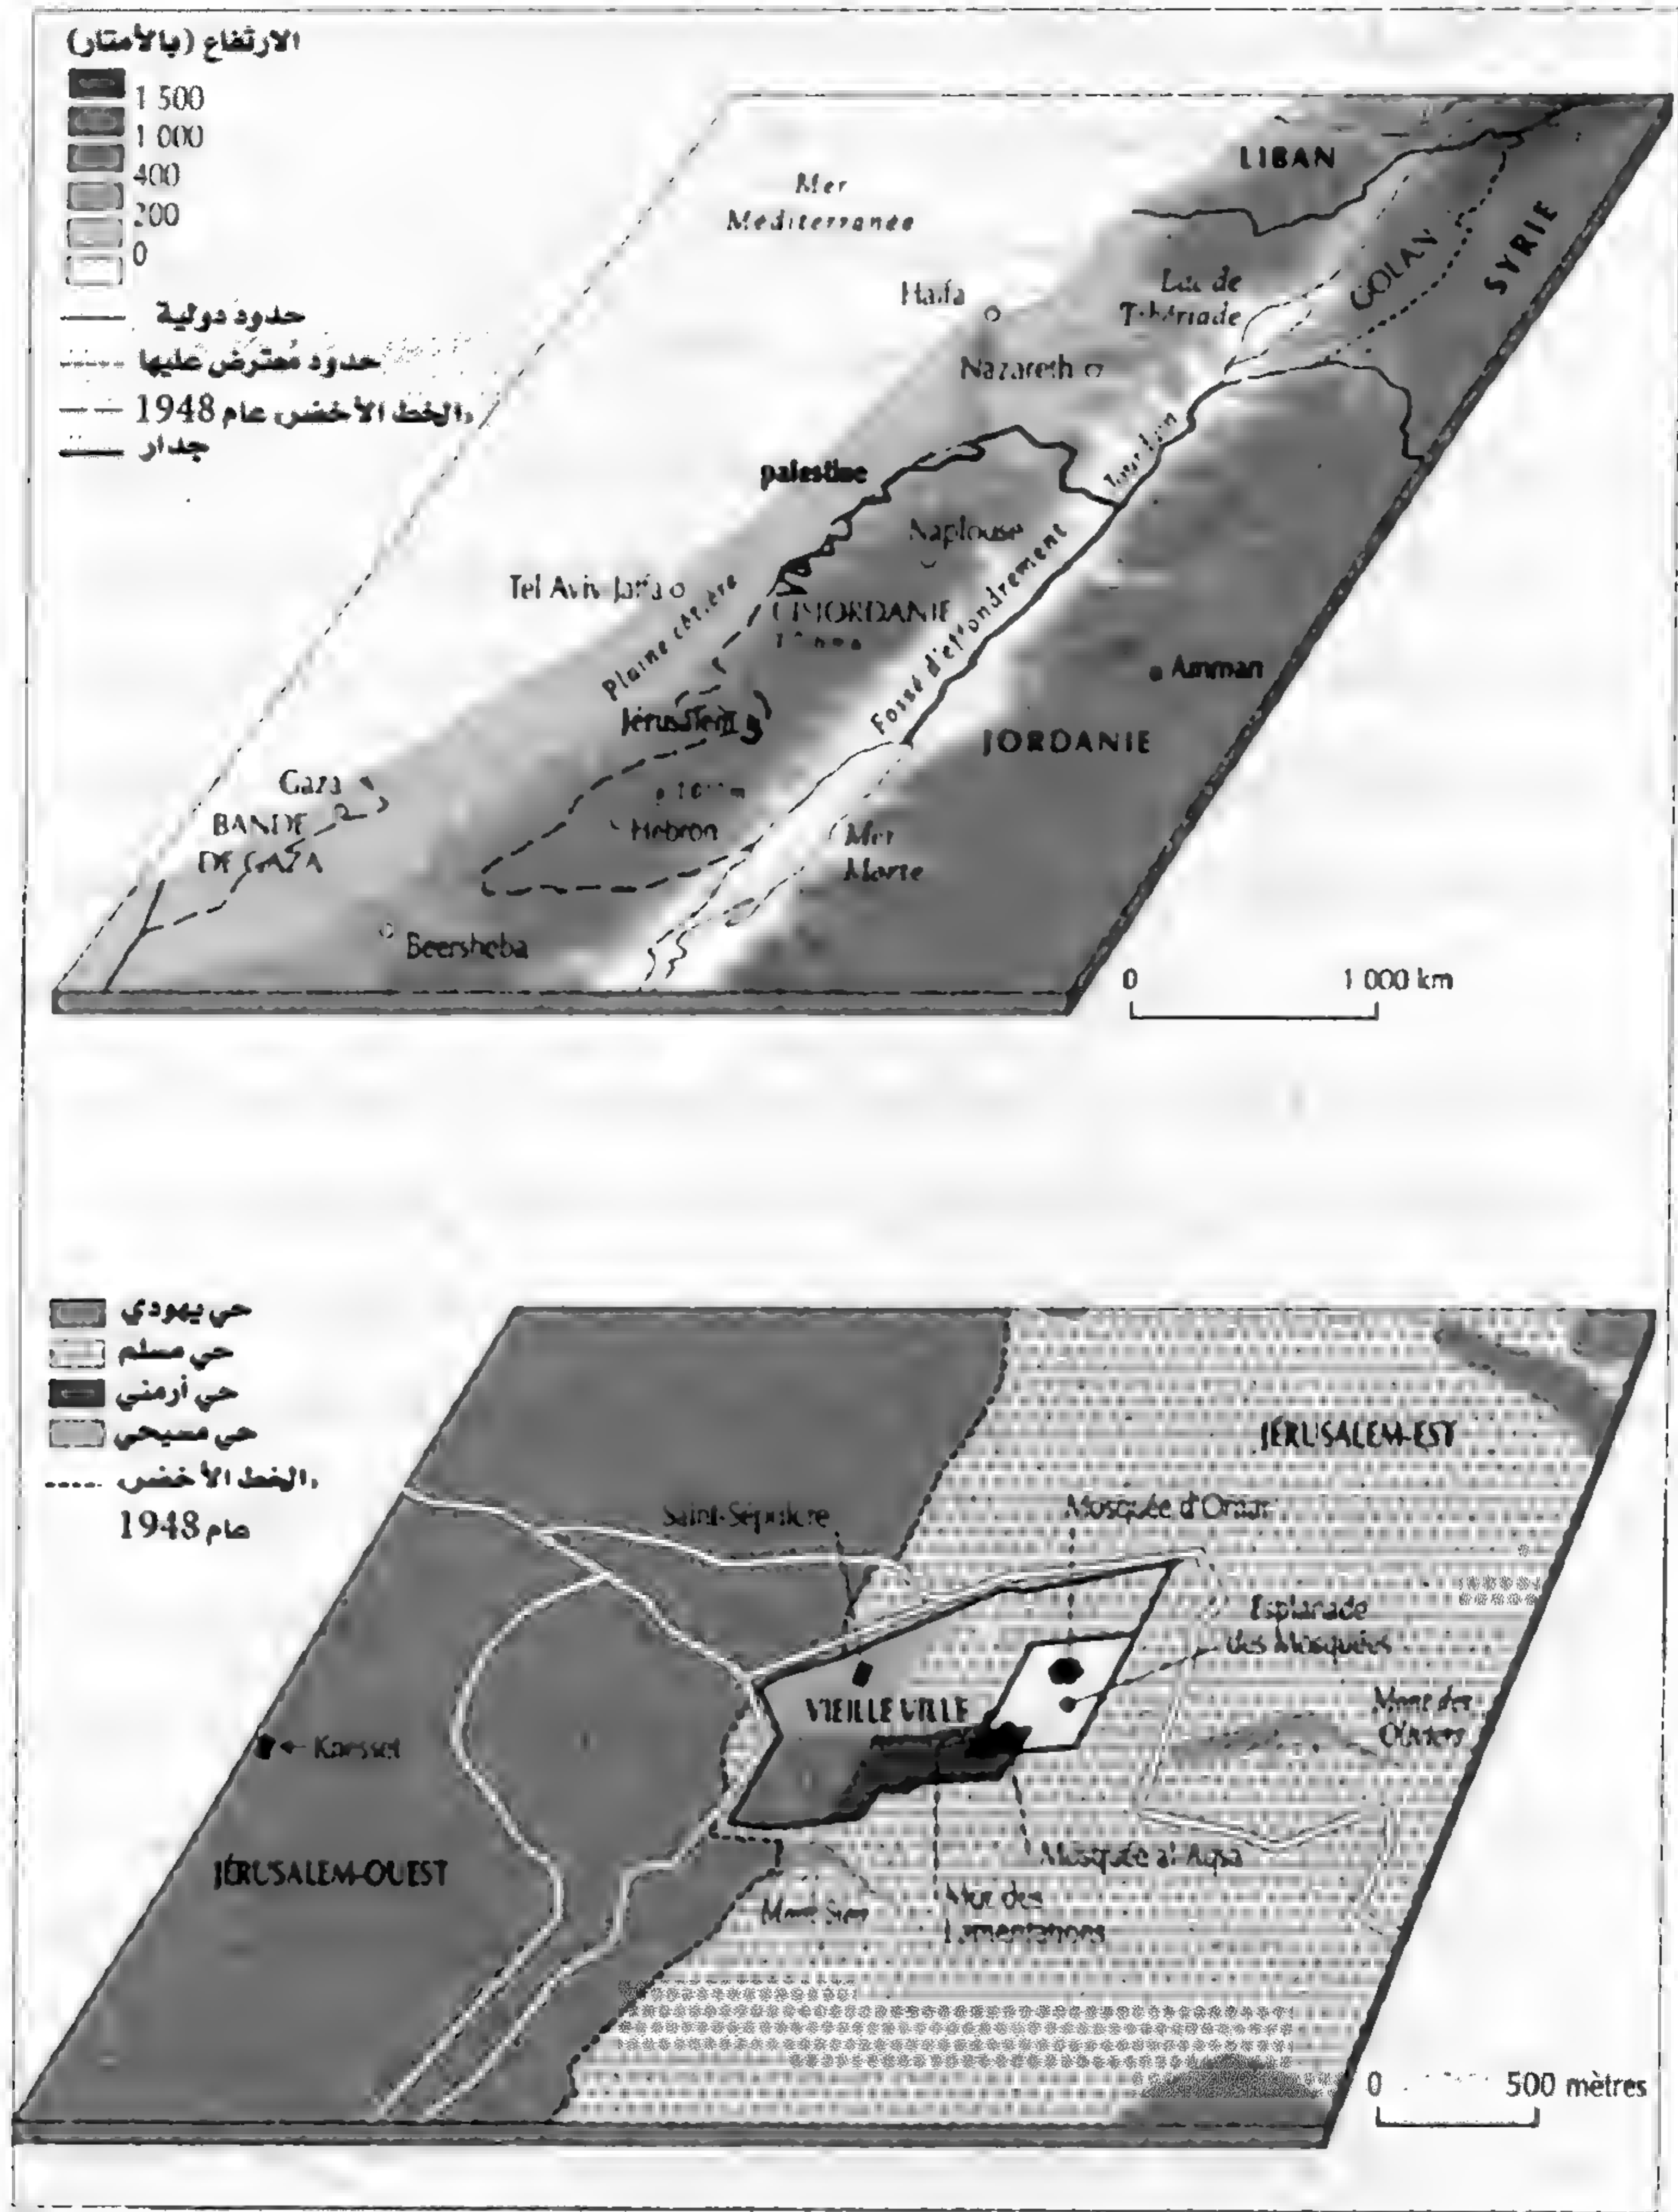 الارتفاع (بالأمتار)
1 500
1 000
400
200
0
حدود دولية
حدود مُعترض عليها
الخط الأخضر عام 1948
جدار
LIBAN
Mer
Méditerranée
SYRIE
GOLAN
Lac de
Tibériade
Haïfa
Nazareth
Jourdain
palestine
Naplouse
Tel Aviv-Jaffa
CISJORDANIE
Plaine côtière
Fossé d'effondrement
Amman
Jérusalem
JORDANIE
Gaza
BANDE
DE GAZA
Hébron
Mer
Morte
Beersheba
0 1 000 km
حي يهودي
حي مسلم
حي أرمني
حي مسيحي
الخط الأخضر،
عام 1948
JÉRUSALEM-EST
Saint-Sépulcre
Mosquée d'Omar
Esplanade
des Mosquées
VIEILLE VILLE
Mont des
Oliviers
Knesset
JÉRUSALEM-OUEST
Mosquée al-Aqsa
Mont Sion
Mur des
Lamentations
0 500 mètres